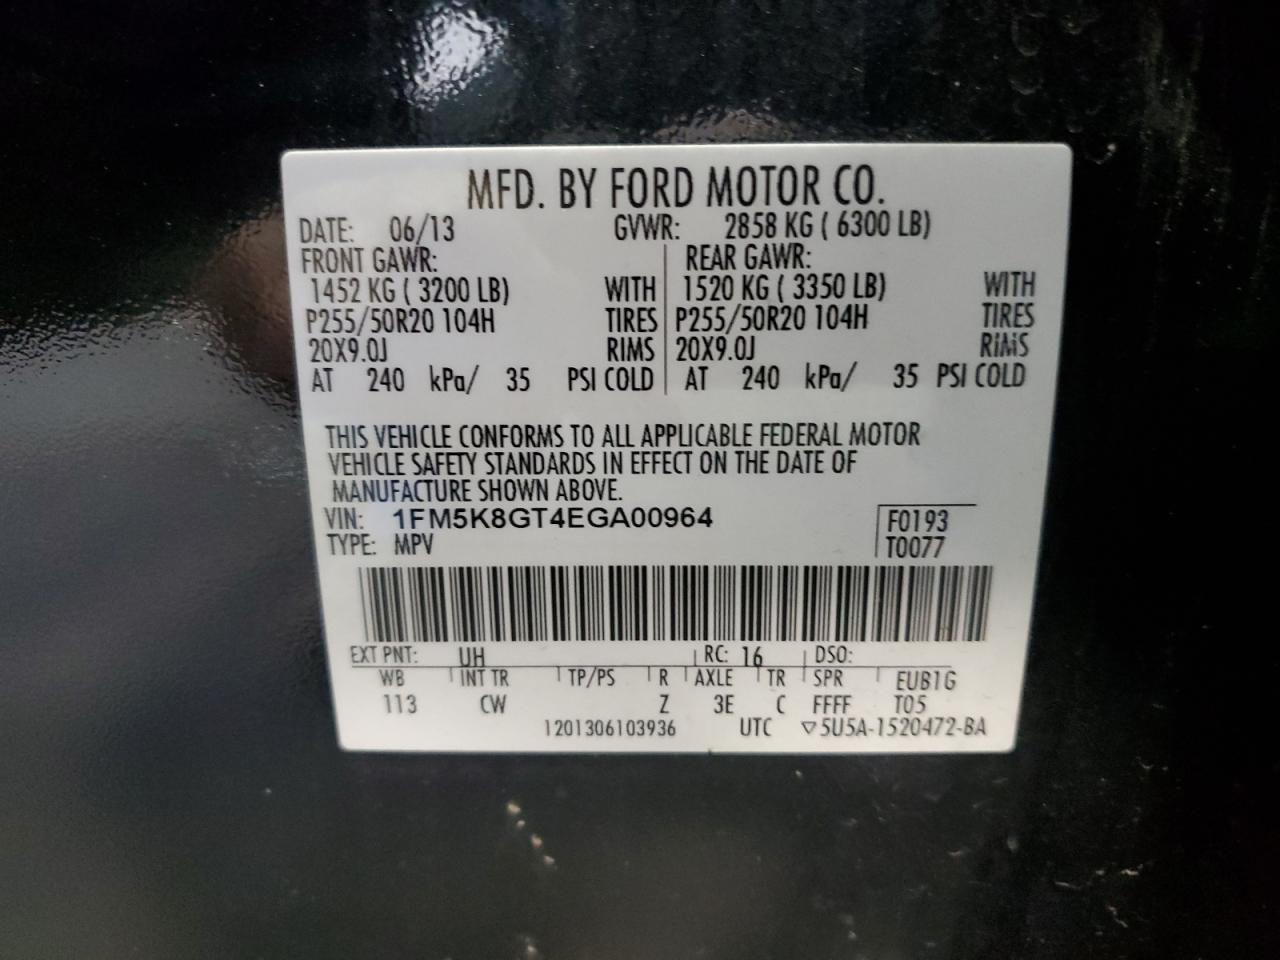 MFD. BY FORD MOTOR CO.
DATE: 06/13 GVWR: 2858 KG ( 6300 LB)
FRONT GAWR: REAR GAWR:
1452 KG ( 3200 LB) WITH 1520 KG ( 3350 LB) WITH
P255/50R20 104H TIRES P255/50R20 104H TIRES
20X9.0J RIMS 20X9.0J RIMS
AT 240 kPa/ 35 PSI COLD AT 240 kPa/ 35 PSI COLD
THIS VEHICLE CONFORMS TO ALL APPLICABLE FEDERAL MOTOR
VEHICLE SAFETY STANDARDS IN EFFECT ON THE DATE OF
MANUFACTURE SHOWN ABOVE.
VIN: 1FM5K8GT4EGA00964 F0193
TYPE: MPV T0077
EXT PNT: UH RC: 16 DSO:
WB INT TR TP/PS R AXLE TR SPR EUB1G
113 CW Z 3E C FFFF T05
1201306103936 UTC ▽5U5A-1520472-BA